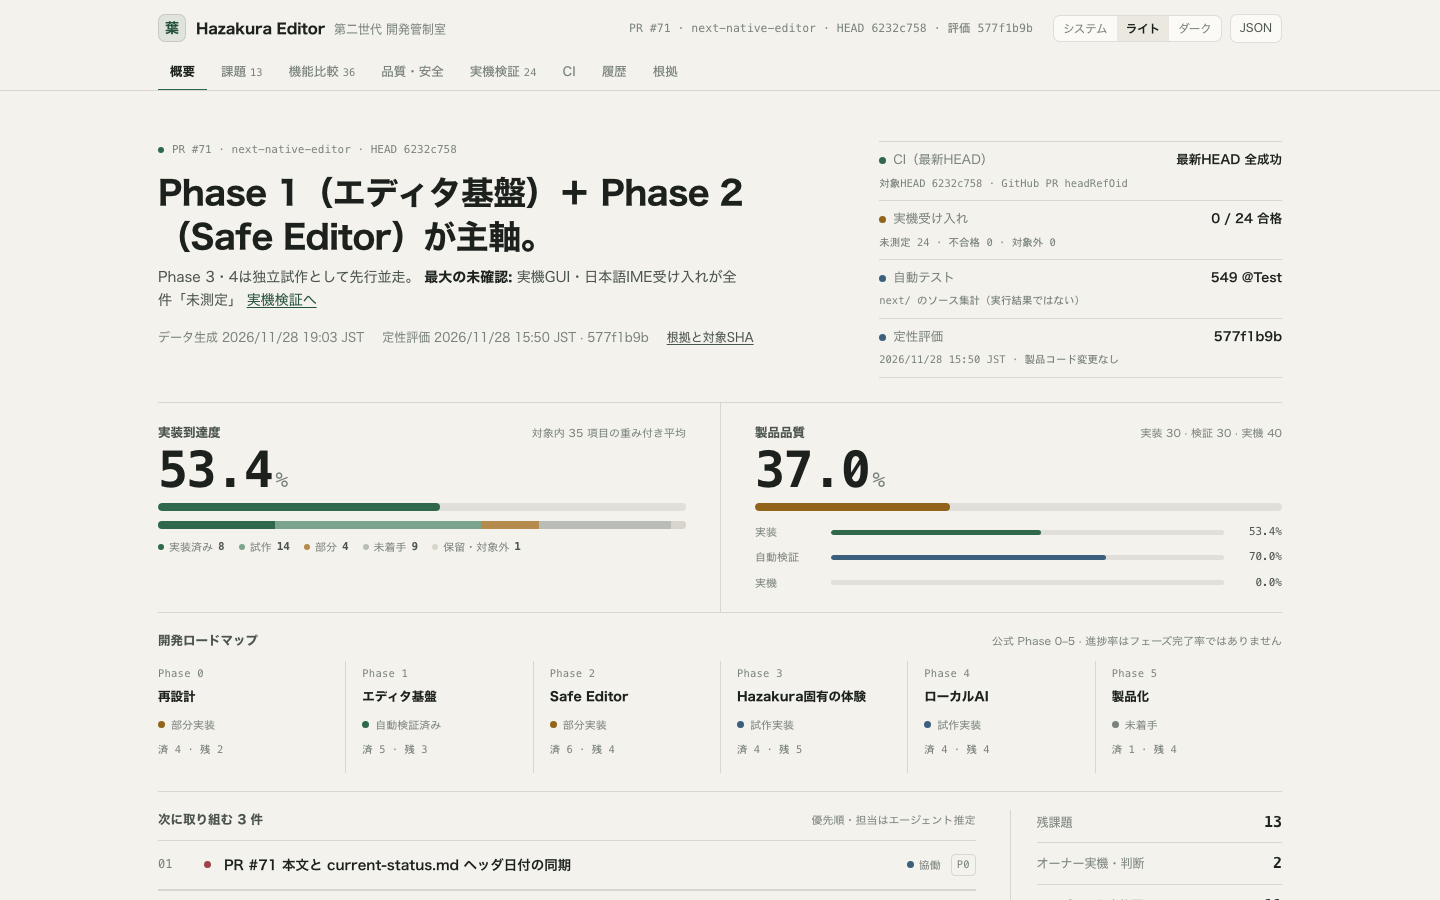 葉 Hazakura Editor 第二世代 開発管制室
PR #71 · next-native-editor · HEAD 6232c758 · 評価 577f1b9b
システム ライト ダーク JSON
概要 課題 13 機能比較 36 品質・安全 実機検証 24 CI 履歴 根拠
PR #71 · next-native-editor · HEAD 6232c758
Phase 1（エディタ基盤）＋ Phase 2
（Safe Editor）が主軸。
Phase 3・4は独立試作として先行並走。 最大の未確認: 実機GUI・日本語IME受け入れが全
件「未測定」 実機検証へ
データ生成 2026/11/28 19:03 JST 定性評価 2026/11/28 15:50 JST · 577f1b9b 根拠と対象SHA
CI（最新HEAD） 最新HEAD 全成功
対象HEAD 6232c758 · GitHub PR headRefOid
実機受け入れ 0 / 24 合格
未測定 24 · 不合格 0 · 対象外 0
自動テスト 549 @Test
next/ のソース集計（実行結果ではない）
定性評価 577f1b9b
2026/11/28 15:50 JST · 製品コード変更なし
実装到達度 対象内 35 項目の重み付き平均
53.4%
実装済み 8 試作 14 部分 4 未着手 9 保留・対象外 1
製品品質 実装 30 · 検証 30 · 実機 40
37.0%
実装 53.4%
自動検証 70.0%
実機 0.0%
開発ロードマップ 公式 Phase 0–5 · 進捗率はフェーズ完了率ではありません
Phase 0
再設計
部分実装
済 4 · 残 2
Phase 1
エディタ基盤
自動検証済み
済 5 · 残 3
Phase 2
Safe Editor
部分実装
済 6 · 残 4
Phase 3
Hazakura固有の体験
試作実装
済 4 · 残 5
Phase 4
ローカルAI
試作実装
済 4 · 残 4
Phase 5
製品化
未着手
済 1 · 残 4
次に取り組む 3 件 優先順・担当はエージェント推定
01 PR #71 本文と current-status.md ヘッダ日付の同期 協働 P0
残課題 13
オーナー実機・判断 2